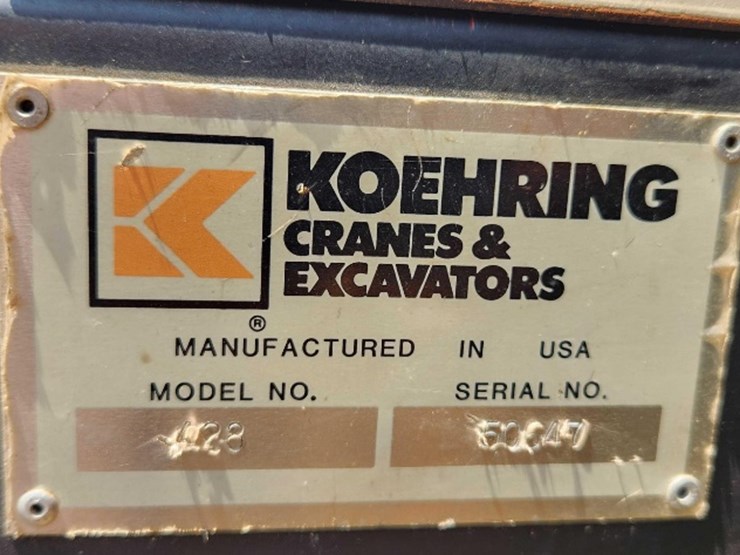 KOEHRING
CRANES &
EXCAVATORS
®
MANUFACTURED IN USA
MODEL NO. SERIAL NO.